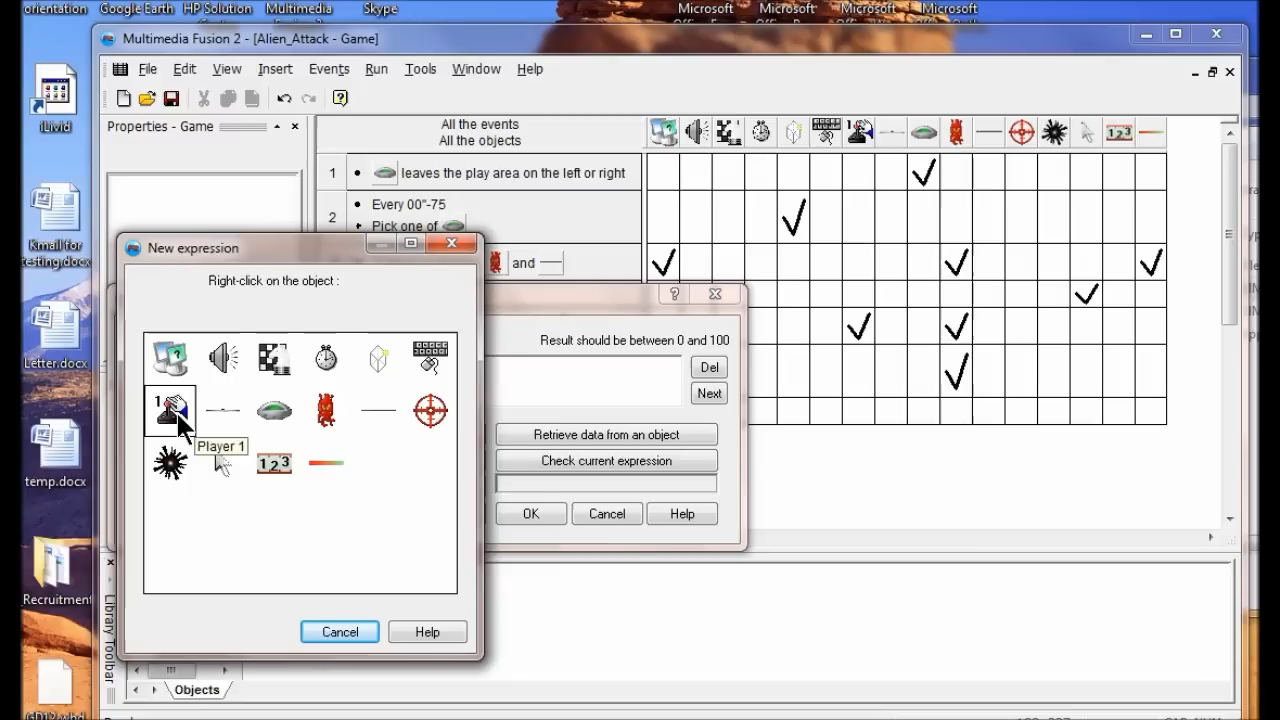 orientation Google Earth HP Solution Multimedia Skype Microsoft Microsoft Microsoft Microsoft
Multimedia Fusion 2 - [Alien_Attack - Game]
File Edit View Insert Events Run Tools Window Help
iLivid
Properties - Game
All the events
All the objects
1 leaves the play area on the left or right
2 Every 00"-75
Pick one of
Kmail for
testing.docx
and
New expression
Right-click on the object :
Result should be between 0 and 100
Del
Next
Letter.docx
1
Player 1
123
Retrieve data from an object
Check current expression
OK Cancel Help
temp.docx
Recruitment
Cancel Help
Library Toolbar
Objects